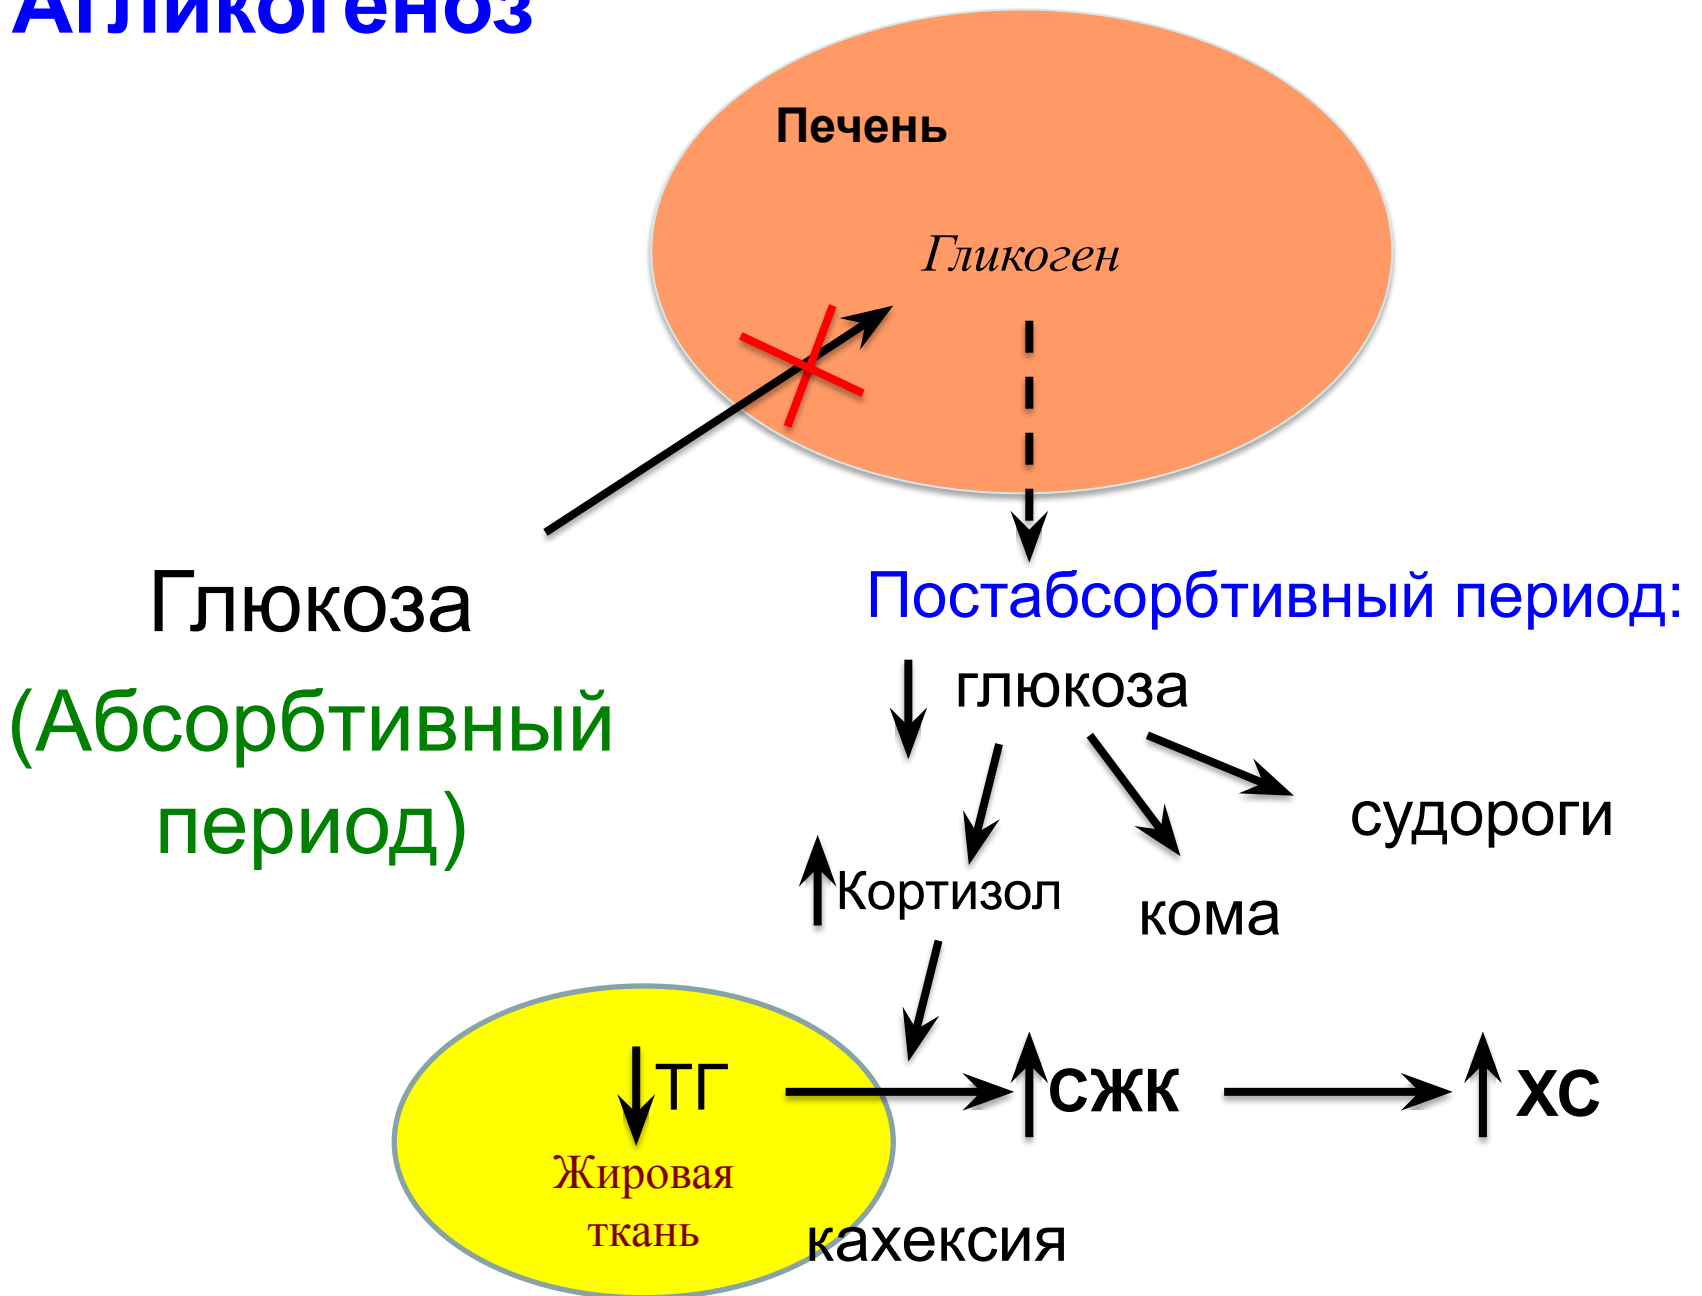 Агликогеноз
Печень
Гликоген
Глюкоза
(Абсорбтивный
период)
Постабсорбтивный период:
глюкоза
судороги
Кортизол
кома
ТГ
СЖК
ХС
Жировая
ткань
кахексия